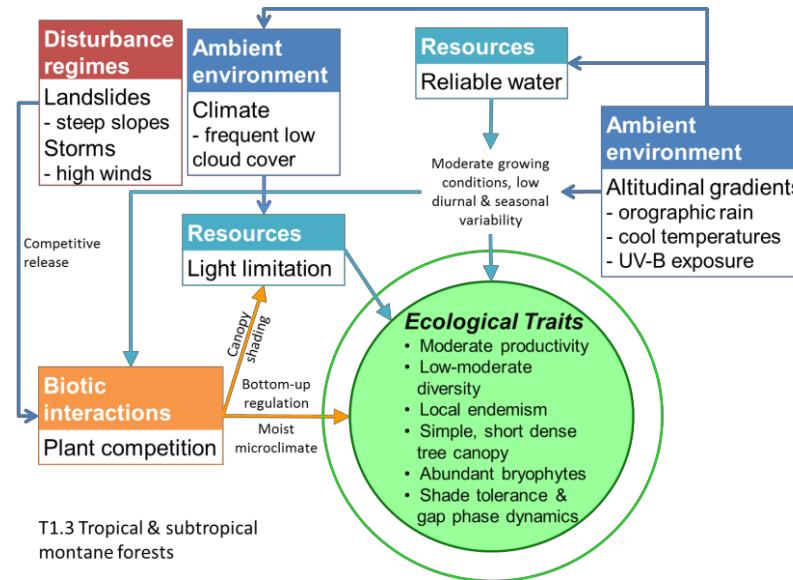 Disturbance
regimes
Landslides
- steep slopes
Storms
- high winds
Ambient
environment
Climate
- frequent low
cloud cover
Resources
Reliable water
Ambient
environment
Altitudinal gradients
- orographic rain
- cool temperatures
- UV-B exposure
Moderate growing
conditions, low
diurnal & seasonal
variability
Competitive
release
Resources
Light limitation
Canopy
shading
Biotic
interactions
Plant competition
Bottom-up
regulation
Moist
microclimate
Ecological Traits
• Moderate productivity
• Low-moderate
diversity
• Local endemism
• Simple, short dense
tree canopy
• Abundant bryophytes
• Shade tolerance &
gap phase dynamics
T1.3 Tropical & subtropical
montane forests